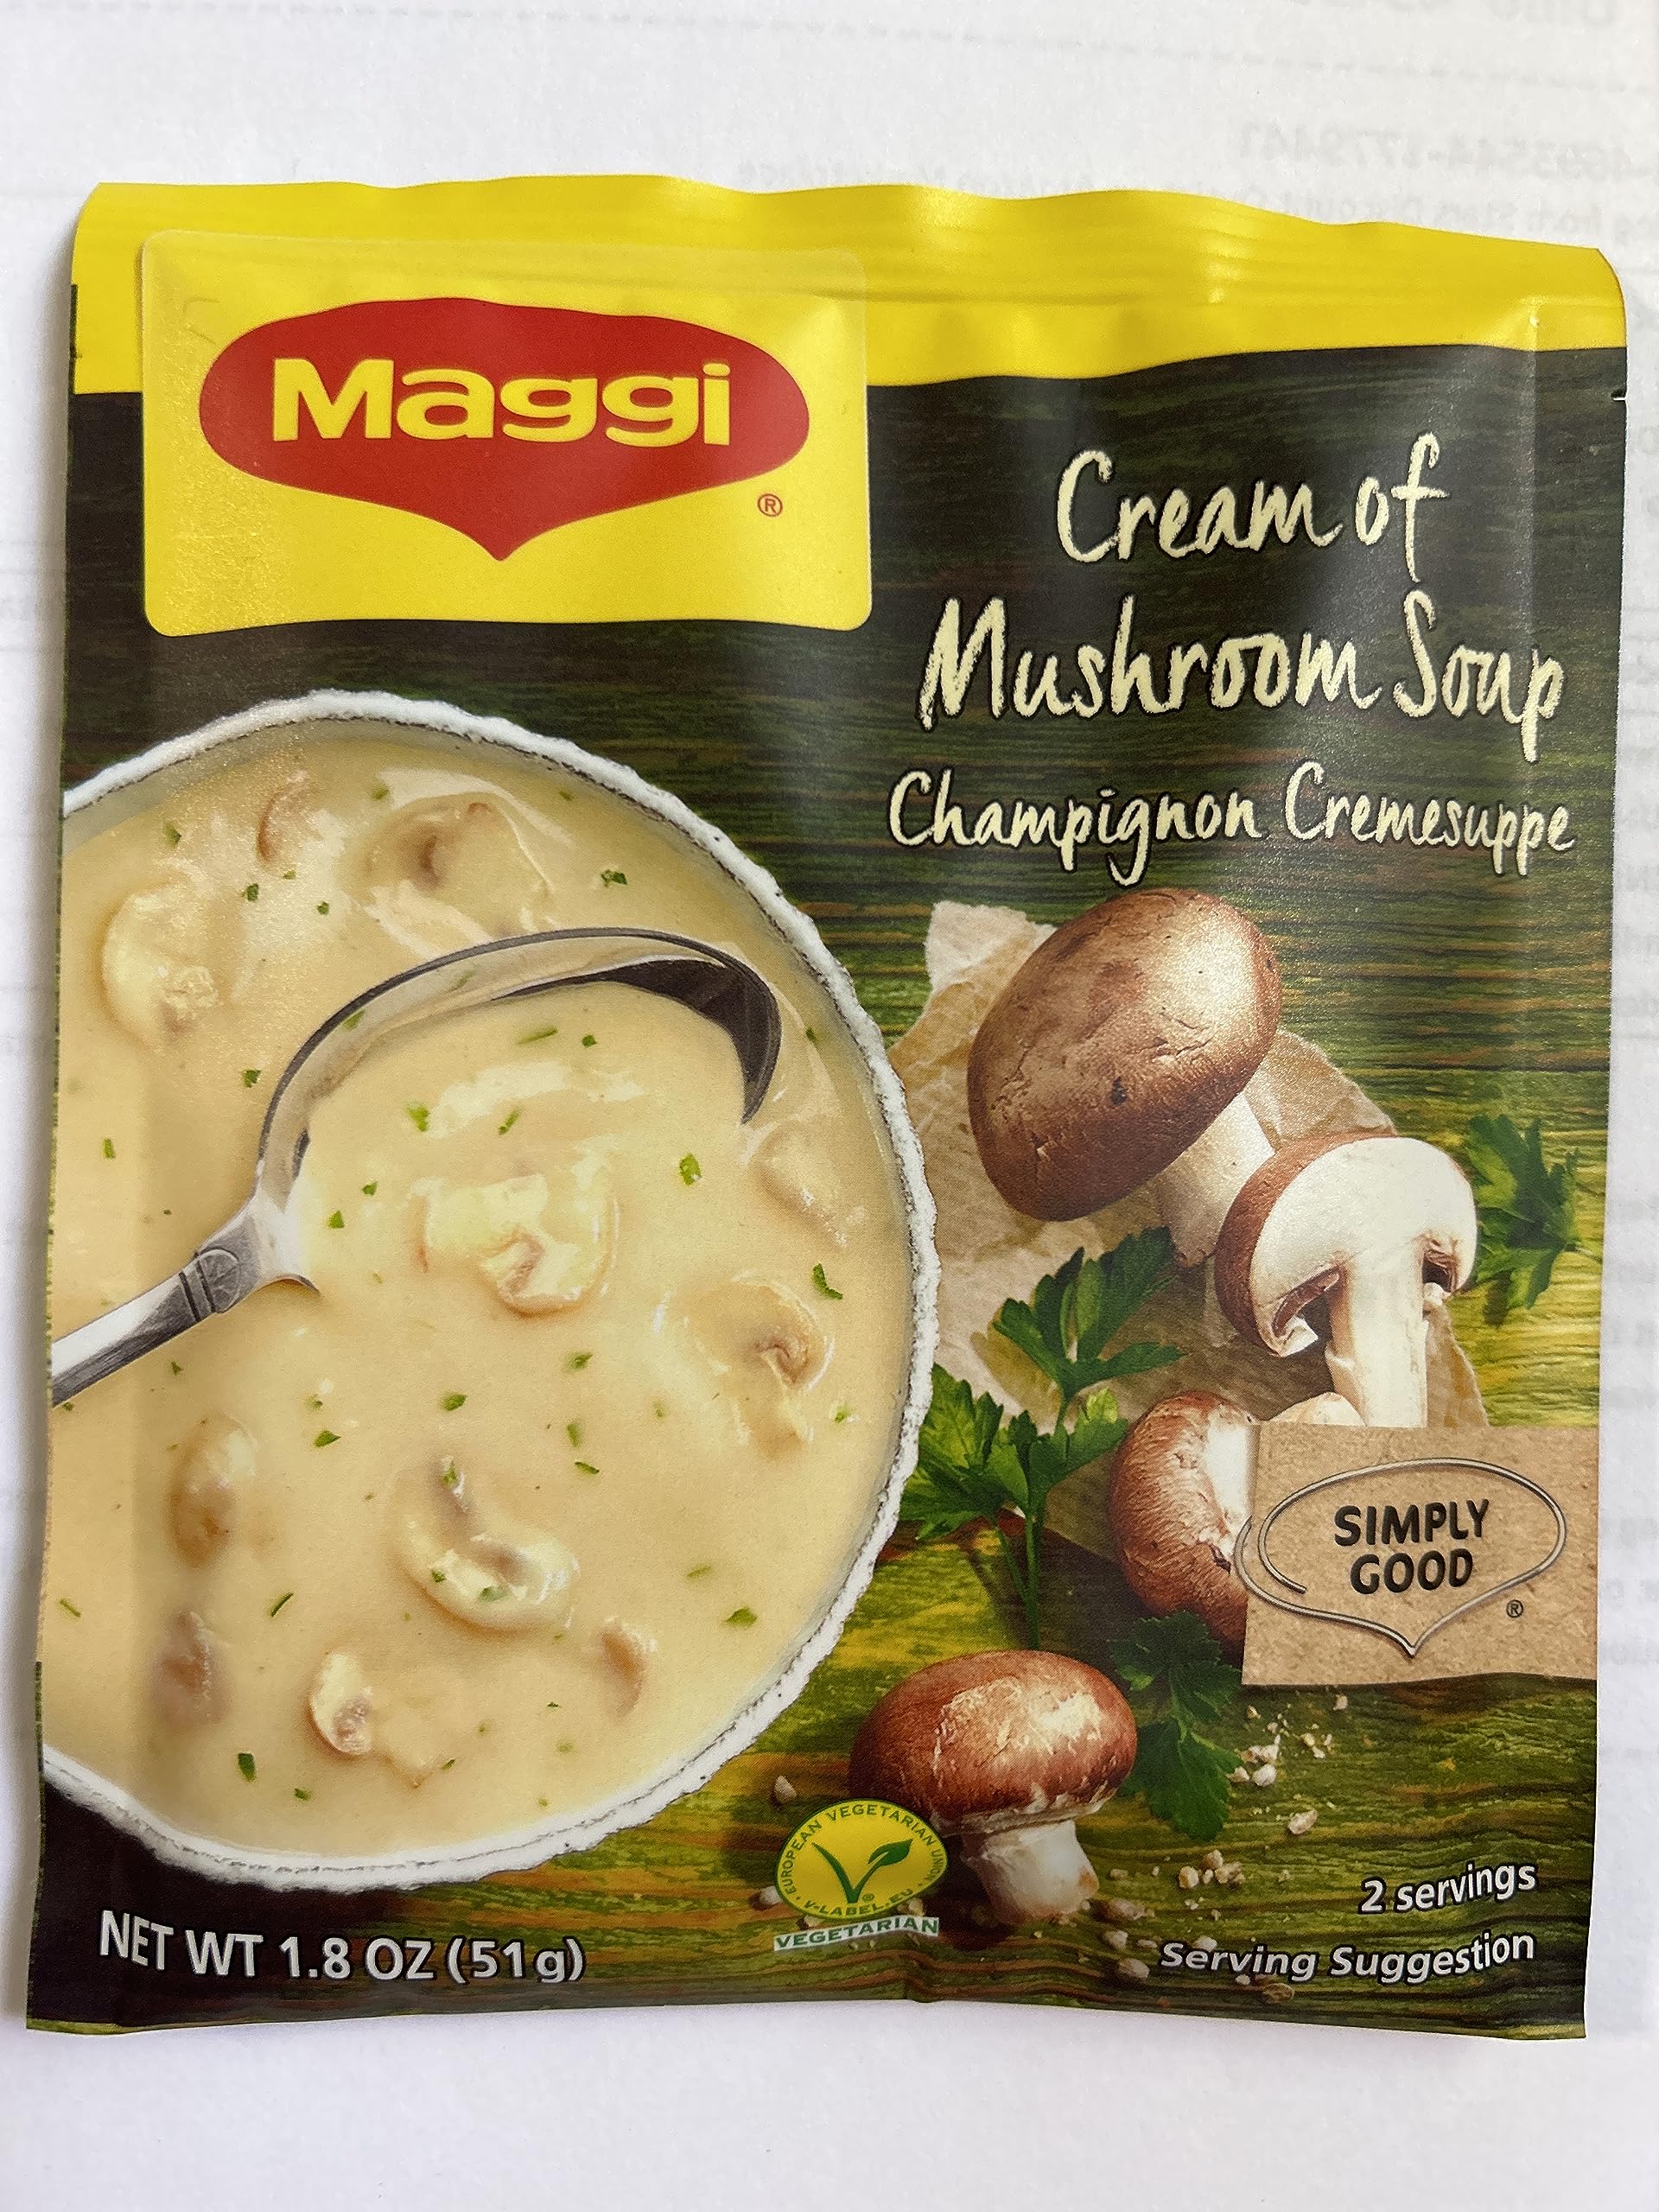 Maggi
®
Cream of
Mushroom Soup
Champignon Cremesuppe
SIMPLY
GOOD
®
EUROPEAN VEGETARIAN UNION
V-LABEL.EU
®
VEGETARIAN
2 servings
NET WT 1.8 OZ (51g)
Serving Suggestion